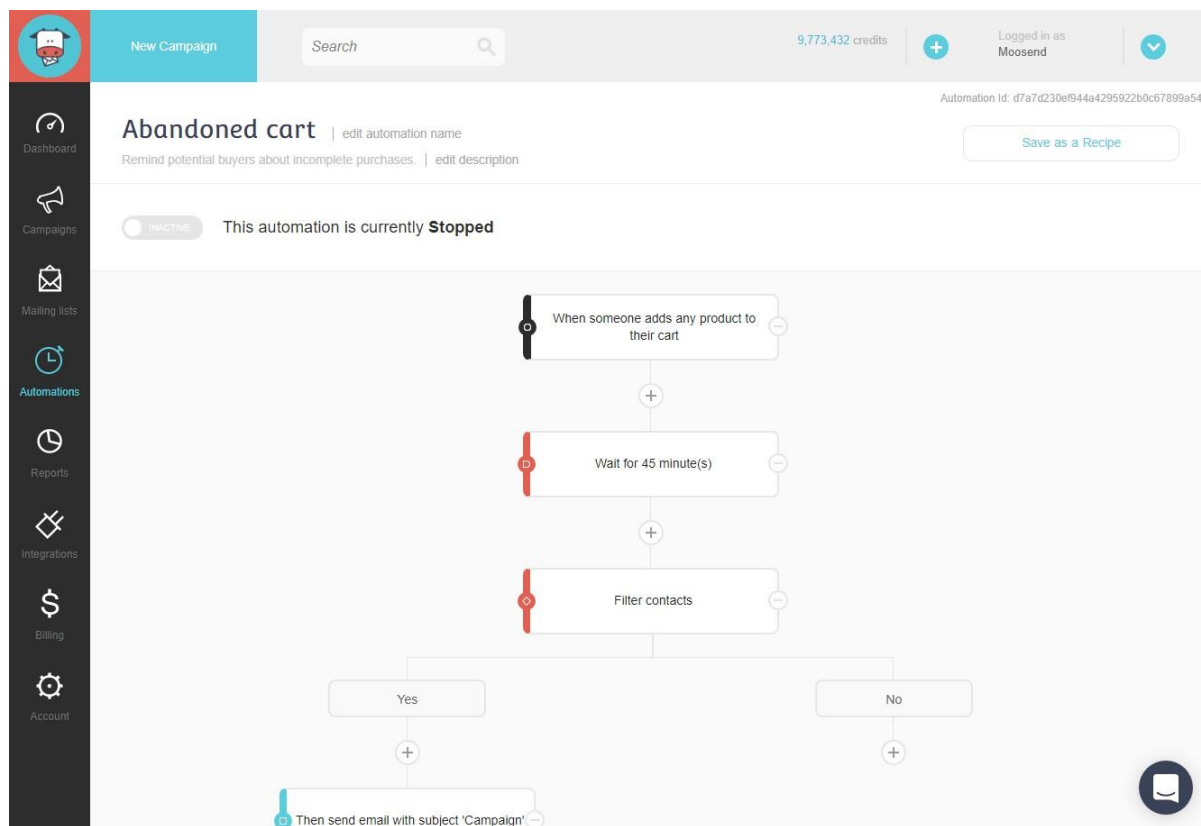 New Campaign
Search
9,773,432 credits
Logged in as
Moosend
Automation Id: d7a7d230ef944a4295922b0c67899a54
Abandoned cart | edit automation name
Save as a Recipe
Remind potential buyers about incomplete purchases. | edit description
INACTIVE
This automation is currently Stopped
Dashboard
Campaigns
Mailing lists
Automations
Reports
Integrations
Billing
Account
When someone adds any product to
their cart
Wait for 45 minute(s)
Filter contacts
Yes
No
Then send email with subject 'Campaign'